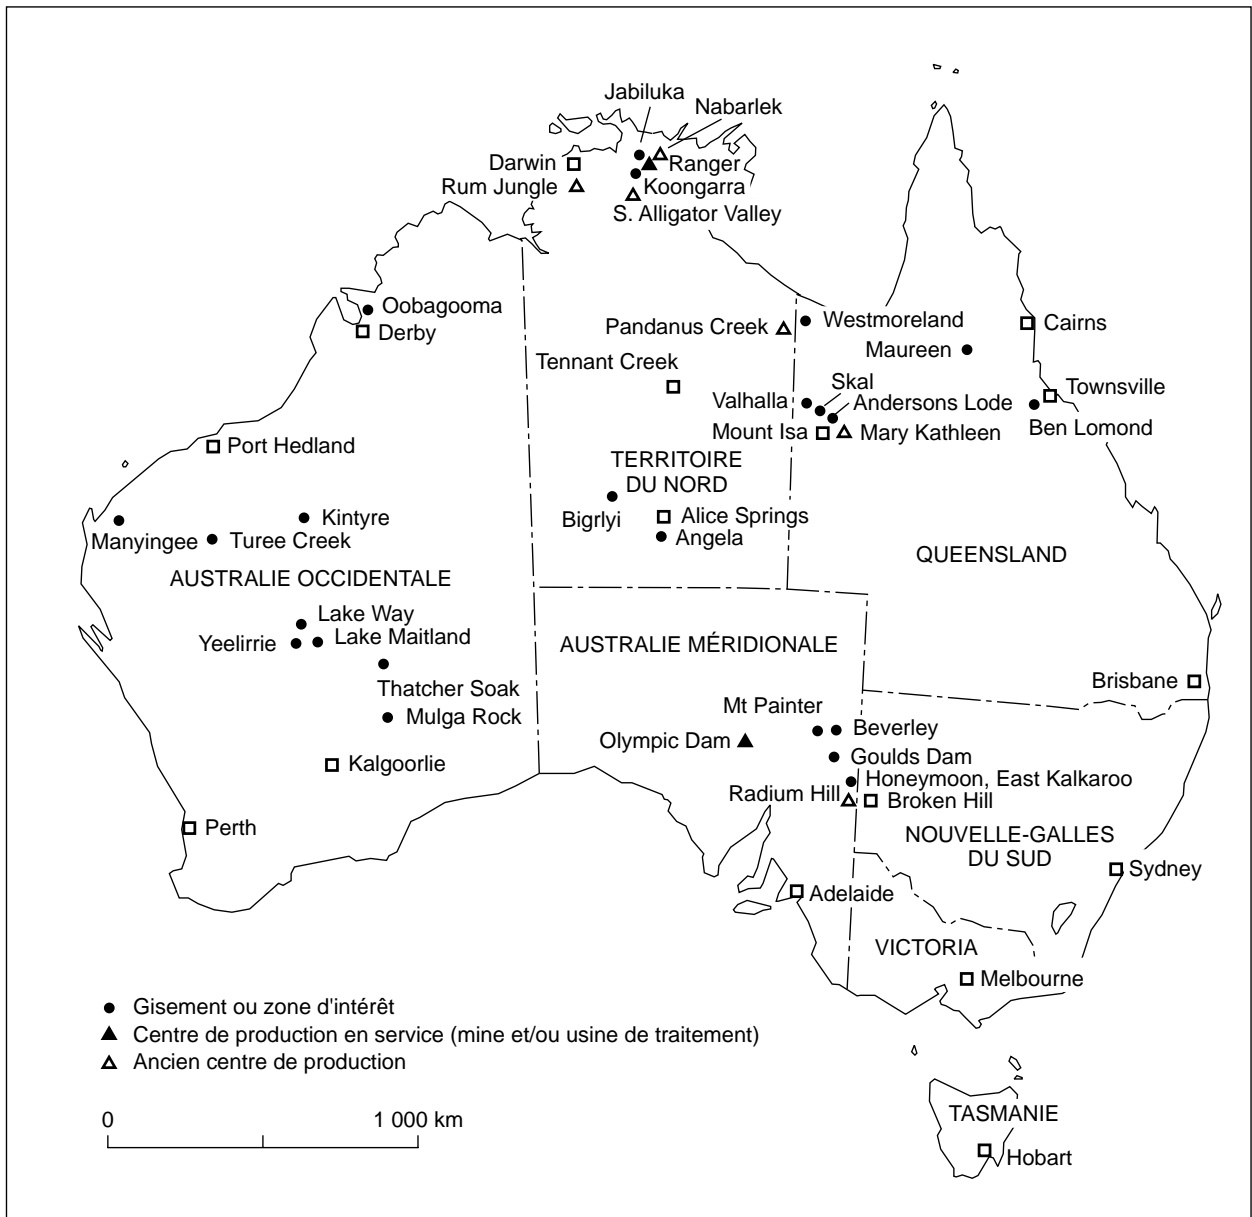 Jabiluka
Nabarlek
Darwin
Ranger
Rum Jungle
Koongarra
S. Alligator Valley
Oobagooma
Derby
Pandanus Creek
Westmoreland
Cairns
Maureen
Tennant Creek
Skal
Townsville
Valhalla
Andersons Lode
Ben Lomond
Mount Isa
Mary Kathleen
Port Hedland
TERRITOIRE
DU NORD
Bigrlyi
Alice Springs
Angela
Kintyre
Manyingee
Turee Creek
QUEENSLAND
AUSTRALIE OCCIDENTALE
Lake Way
Yeelirrie
Lake Maitland
AUSTRALIE MÉRIDIONALE
Thatcher Soak
Brisbane
Mulga Rock
Mt Painter
Beverley
Olympic Dam
Goulds Dam
Kalgoorlie
Honeymoon, East Kalkaroo
Radium Hill
Broken Hill
Perth
NOUVELLE-GALLES
DU SUD
Sydney
Adelaide
VICTORIA
Melbourne
Gisement ou zone d'intérêt
Centre de production en service (mine et/ou usine de traitement)
Ancien centre de production
0 1 000 km
TASMANIE
Hobart